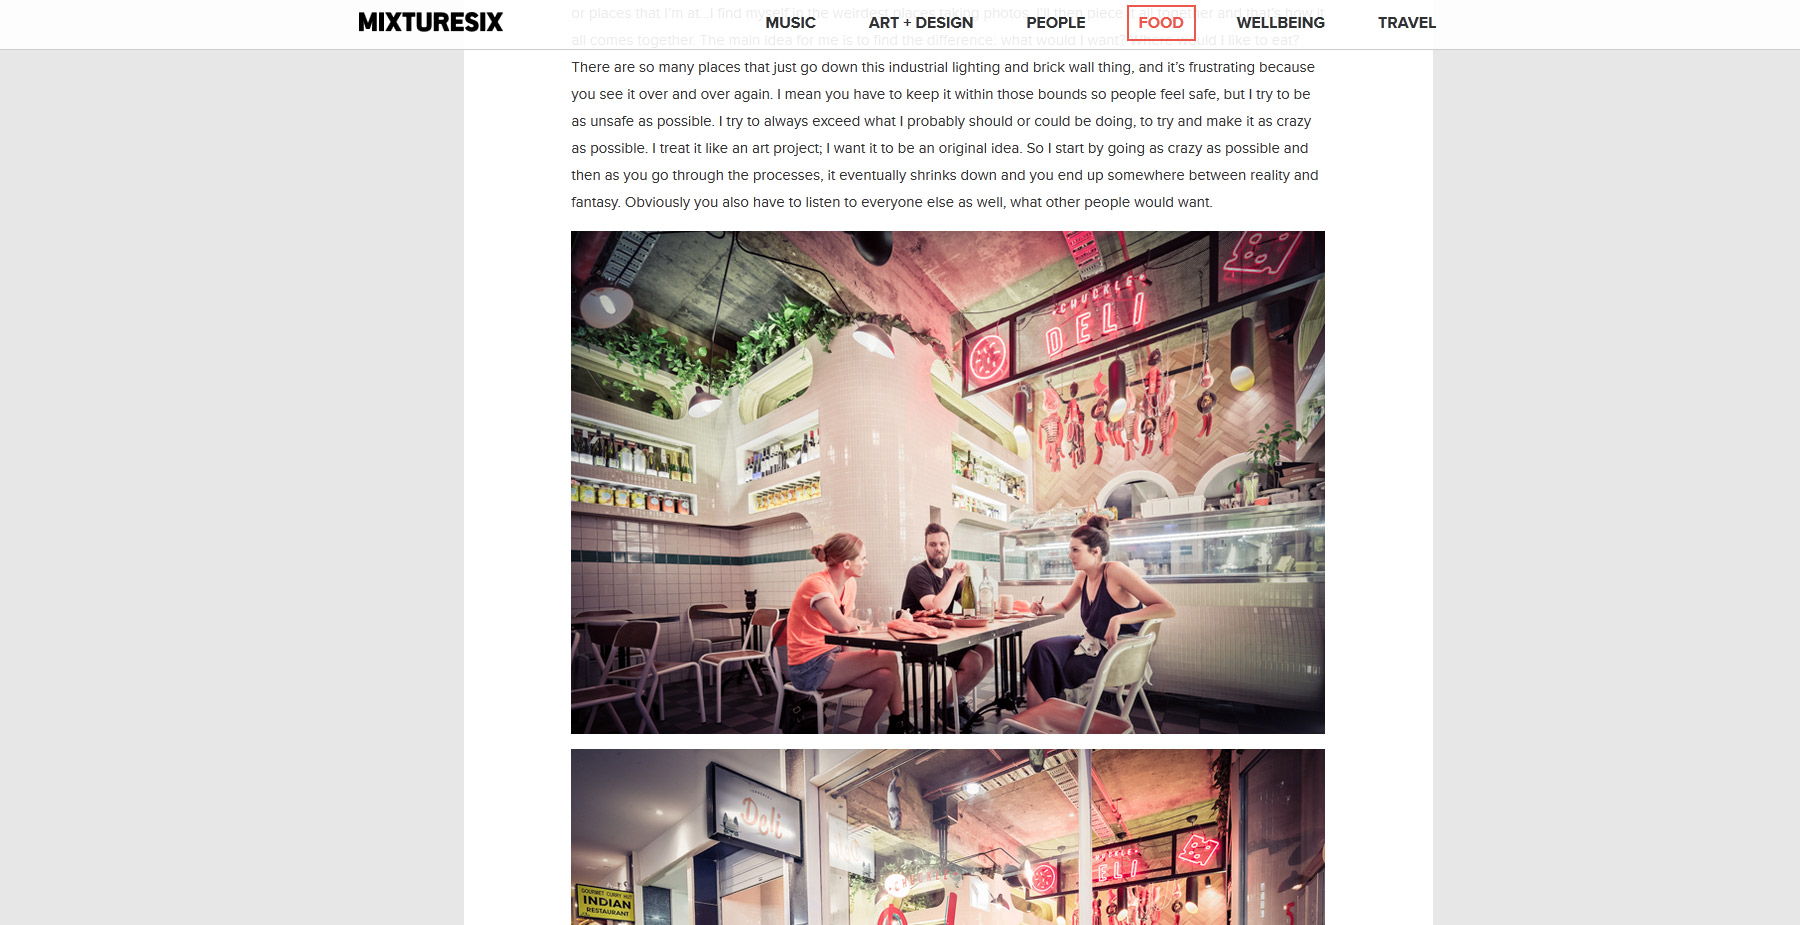 MIXTURESIX
MUSIC
ART + DESIGN
PEOPLE
FOOD
WELLBEING
TRAVEL
or places that I'm at...I find myself in the weirdest places taking photos. I'll then piece it all together and that's how it
all comes together. The main idea for me is to find the difference...what would I want? Where would I like to eat?
There are so many places that just go down this industrial lighting and brick wall thing, and it's frustrating because
you see it over and over again. I mean you have to keep it within those bounds so people feel safe, but I try to be
as unsafe as possible. I try to always exceed what I probably should or could be doing, to try and make it as crazy
as possible. I treat it like an art project; I want it to be an original idea. So I start by going as crazy as possible and
then as you go through the processes, it eventually shrinks down and you end up somewhere between reality and
fantasy. Obviously you also have to listen to everyone else as well, what other people would want.
CHUCKLE
DELI
Deli
CHUCKLE
DELI
GOURMET CURRY HUT
INDIAN
RESTAURANT